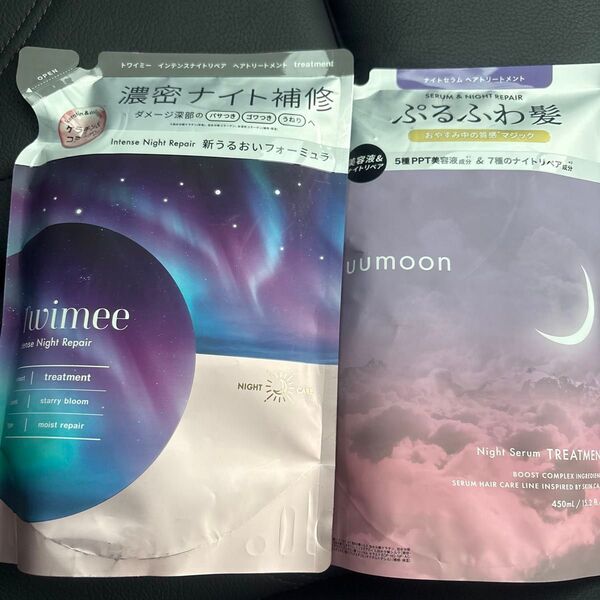 OPEN
トワイミー インテンスナイトリペア ヘアトリートメント treatment
濃密ナイト補修
ダメージ深部の パサつき ゴワつき うねり へ
Intense Night Repair 新うるおいフォーミュラ
Twimee
Intense Night Repair
treatment
starry bloom
moist repair
NIGHT CARE
ナイトセラム ヘアトリートメント
SERUM & NIGHT REPAIR
ぷるふわ髪
おやすみ中の質感マジック
美容液&
ナイトリペア
5種PPT美容液成分 & 7種のナイトリペア成分
uumoon
Night Serum TREATMEN
BOOST COMPLEX INGREDIEN
SERUM HAIR CARE LINE INSPIRED BY SKIN CA
450mL / 15.2 fl.